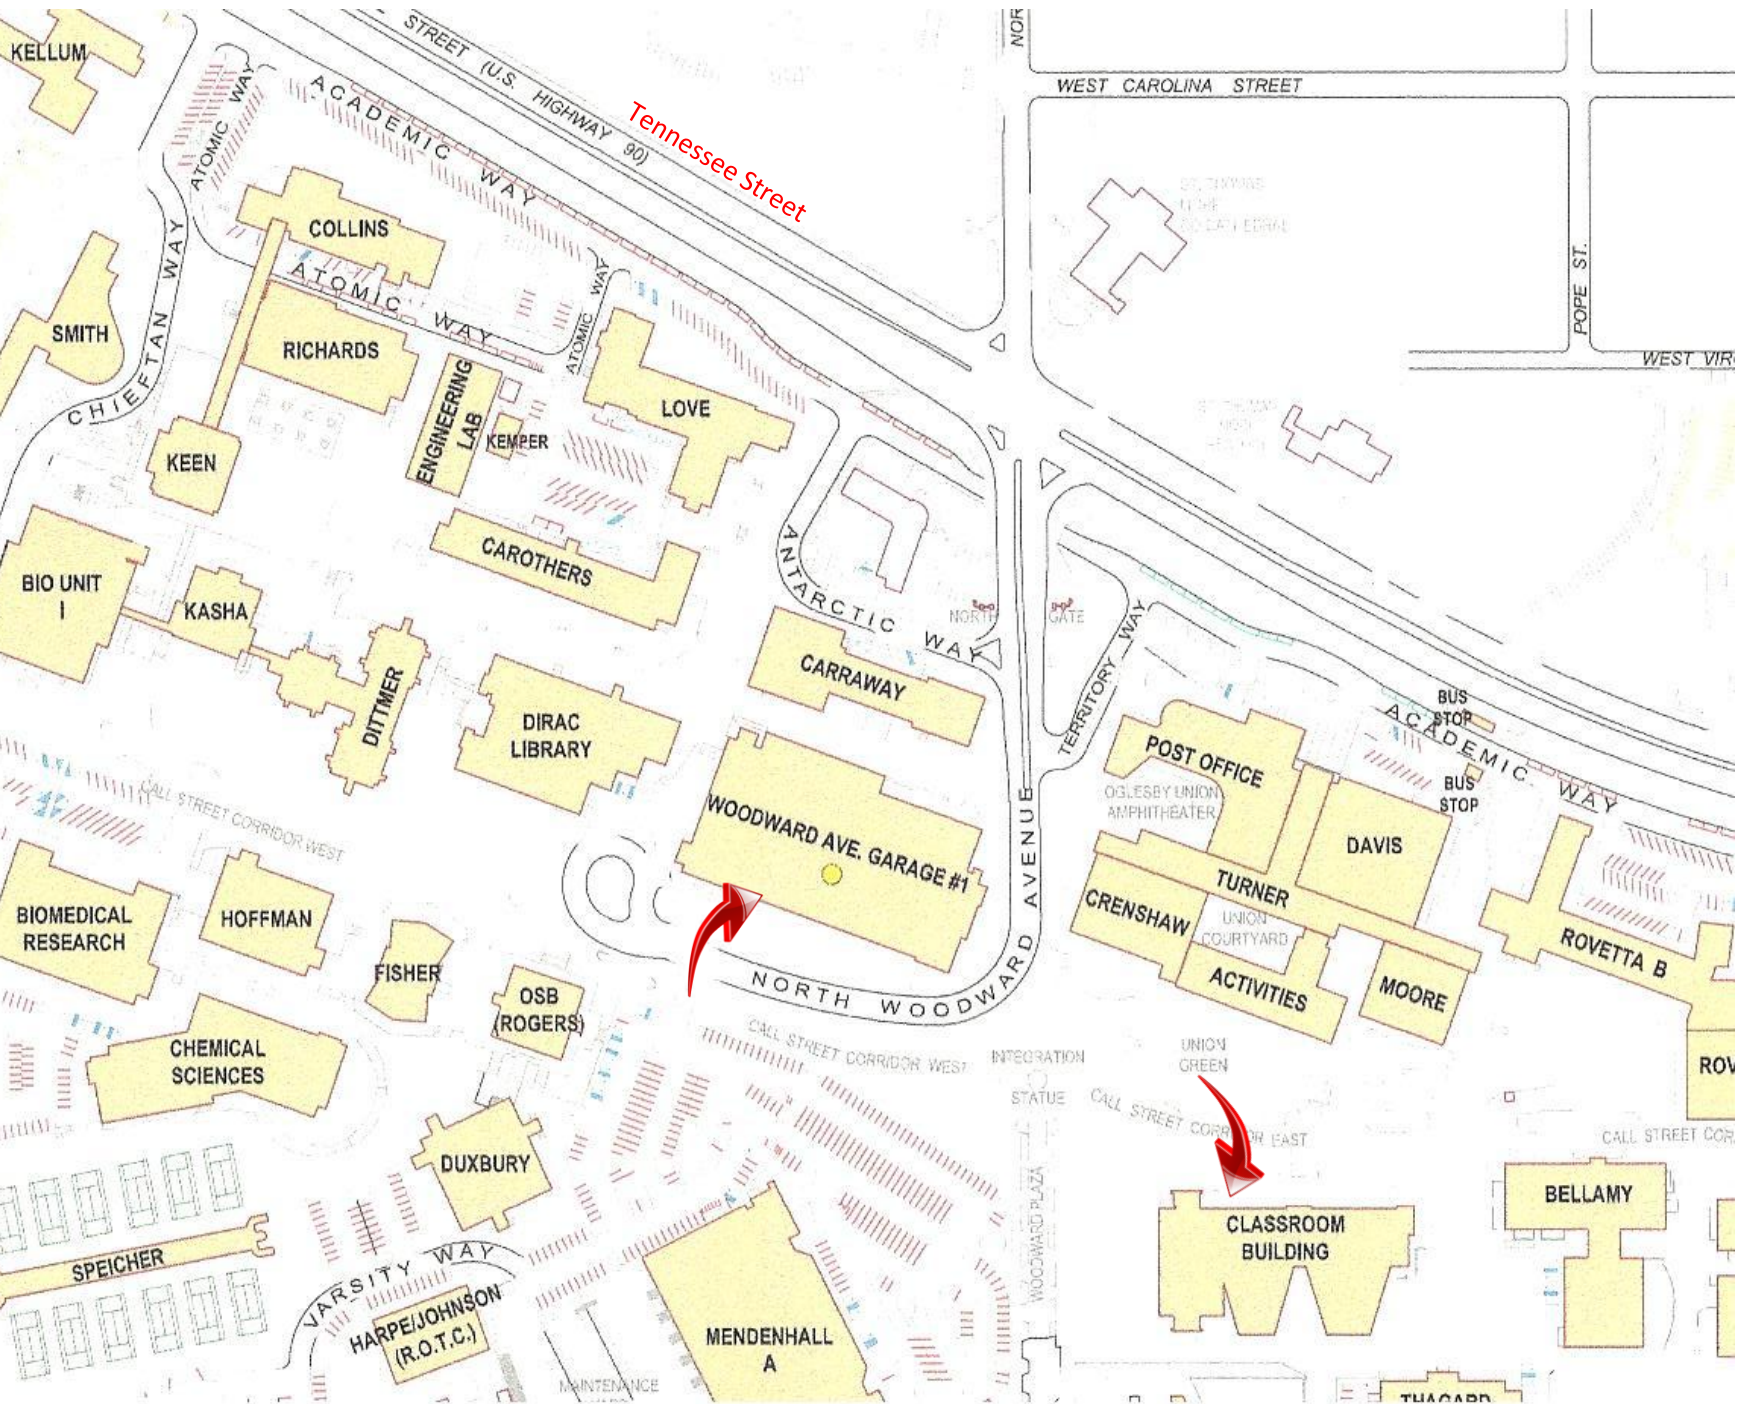 KELLUM
STREET (U.S. HIGHWAY 90)
Tennessee Street
NOR
WEST CAROLINA STREET
ACADEMIC WAY
ATOMIC WAY
COLLINS
ATOMIC WAY
ATOMIC WAY
CHIEFTAN WAY
SMITH
RICHARDS
ENGINEERING
LAB
KEMPER
LOVE
KEEN
POPE ST.
WEST VIR
BIO UNIT
I
KASHA
CAROTHERS
ANTARCTIC WAY
NORTH GATE
TERRITORY WAY
DITTMER
DIRAC
LIBRARY
CARRAWAY
POST OFFICE
BUS
STOP
ACADEMIC WAY
BUS
STOP
OGLESBY UNION
AMPHITHEATER
CALL STREET CORRIDOR WEST
WOODWARD AVE. GARAGE #1
NORTH WOODWARD AVENUE
DAVIS
TURNER
CRENSHAW
UNION
COURTYARD
ACTIVITIES
MOORE
ROVETTA B
BIOMEDICAL
RESEARCH
HOFFMAN
FISHER
OSB
(ROGERS)
CHEMICAL
SCIENCES
CALL STREET CORRIDOR WEST
INTEGRATION
STATUE
UNION
GREEN
ROV
CALL STREET CORRIDOR EAST
CALL STREET COR
DUXBURY
WOODWARD PLAZA
BELLAMY
CLASSROOM
BUILDING
SPEICHER
VARSITY WAY
HARPE/JOHNSON
(R.O.T.C.)
MENDENHALL
A
MAINTENANCE
THAGARD